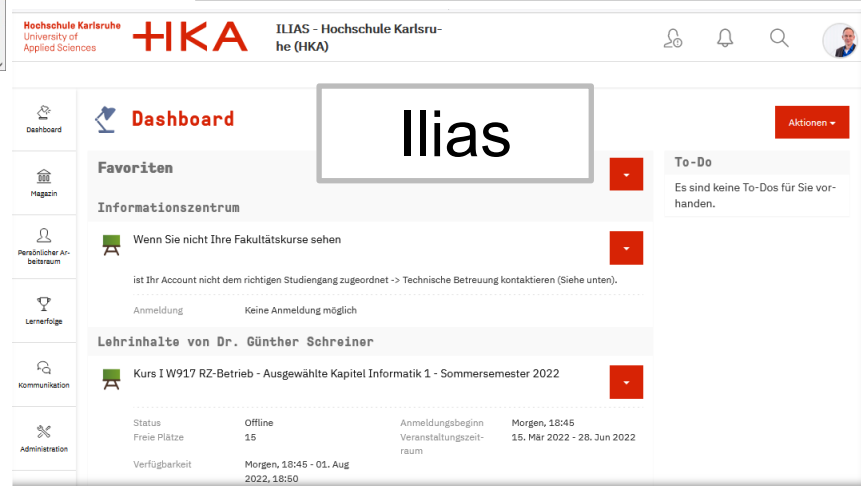 Hochschule Karlsruhe
University of
Applied Sciences
HKA
ILIAS - Hochschule Karlsru-
he (HKA)
Ilias
Dashboard
Magazin
Persönlicher Ar-
beitsraum
Lernerfolge
Kommunikation
Administration
Dashboard
Aktionen
Favoriten
Informationszentrum
Wenn Sie nicht Ihre Fakultätskurse sehen
ist Ihr Account nicht dem richtigen Studiengang zugeordnet -> Technische Betreuung kontaktieren (Siehe unten).
Anmeldung Keine Anmeldung möglich
Lehrinhalte von Dr. Günther Schreiner
Kurs I W917 RZ-Betrieb - Ausgewählte Kapitel Informatik 1 - Sommersemester 2022
Status Offline
Freie Plätze 15
Verfügbarkeit Morgen, 18:45 - 01. Aug
2022, 18:50
Anmeldungsbeginn Morgen, 18:45
Veranstaltungszeit- 15. Mär 2022 - 28. Jun 2022
raum
To-Do
Es sind keine To-Dos für Sie vor-
handen.